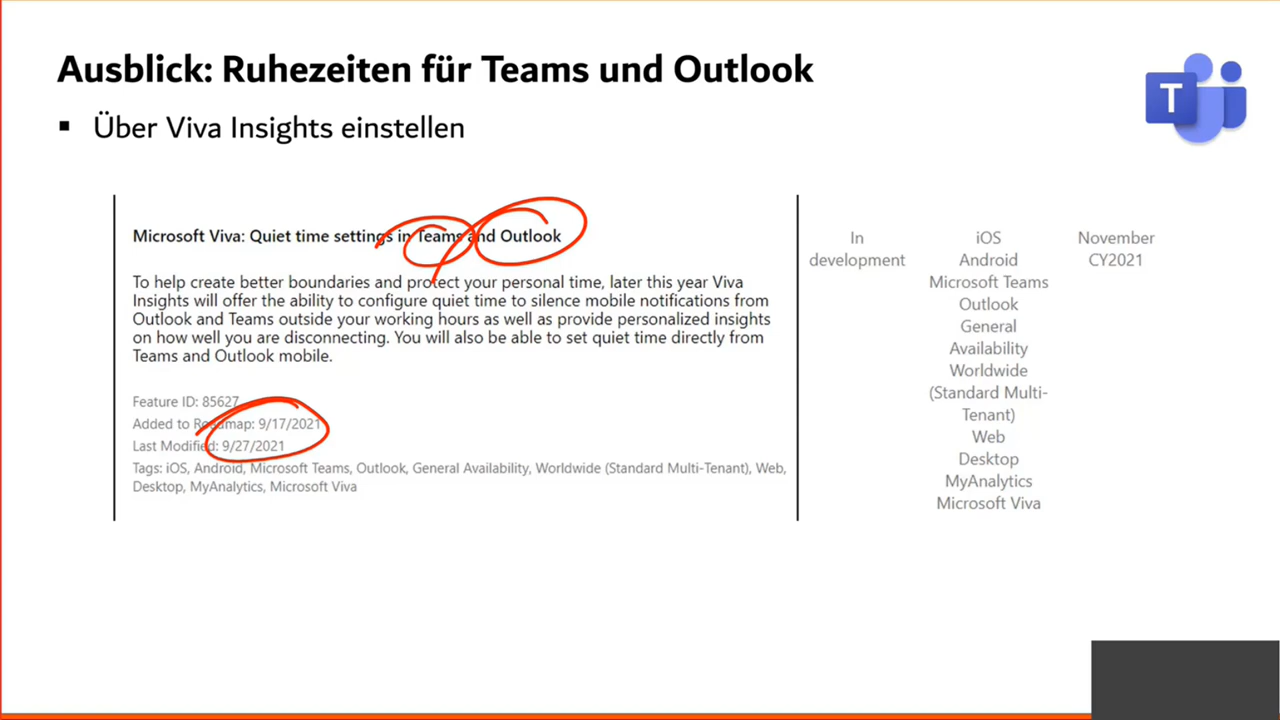 Ausblick: Ruhezeiten für Teams und Outlook
▪ Über Viva Insights einstellen
T
Microsoft Viva: Quiet time settings in Teams and Outlook
To help create better boundaries and protect your personal time, later this year Viva
Insights will offer the ability to configure quiet time to silence mobile notifications from
Outlook and Teams outside your working hours as well as provide personalized insights
on how well you are disconnecting. You will also be able to set quiet time directly from
Teams and Outlook mobile.
Feature ID: 85627
Added to Roadmap: 9/17/2021
Last Modified: 9/27/2021
Tags: iOS, Android, Microsoft Teams, Outlook, General Availability, Worldwide (Standard Multi-Tenant), Web,
Desktop, MyAnalytics, Microsoft Viva
In
development
iOS
Android
Microsoft Teams
Outlook
General
Availability
Worldwide
(Standard Multi-
Tenant)
Web
Desktop
MyAnalytics
Microsoft Viva
November
CY2021